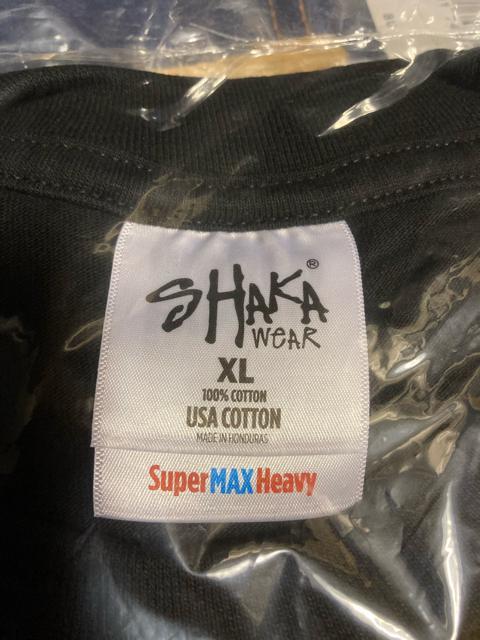 SHAKA ®
WEAR
XL
100% COTTON
USA COTTON
MADE IN HONDURAS
SuperMAXHeavy